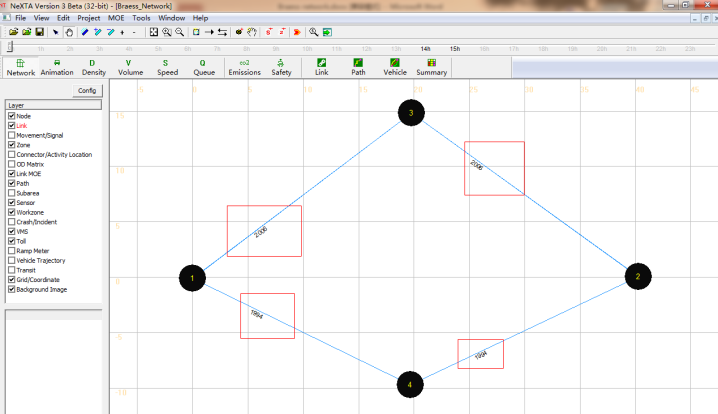 NeXTA Version 3 Beta (32-bit) - [Braess_Network]
File View Edit Project MOE Tools Window Help
1h 2h 3h 4h 5h 6h 7h 8h 9h 10h 11h 12h 13h 14h 15h 16h 17h 18h 19h 20h 21h 22h 23h
Network Animation Density Volume Speed Queue Emissions Safety Link Path Vehicle Summary
Config
Layer
Node
Link
Movement/Signal
Zone
Connector/Activity Location
OD Matrix
Link MOE
Path
Subarea
Sensor
Workzone
Crash/Incident
VMS
Toll
Ramp Meter
Vehicle Trajectory
Transit
Grid/Coordinate
Background Image
5 0 5 10 15 20 25 30 35 40 45
15
3
10
2006
5
2006
0
1
2
1994
5
1994
-10
4